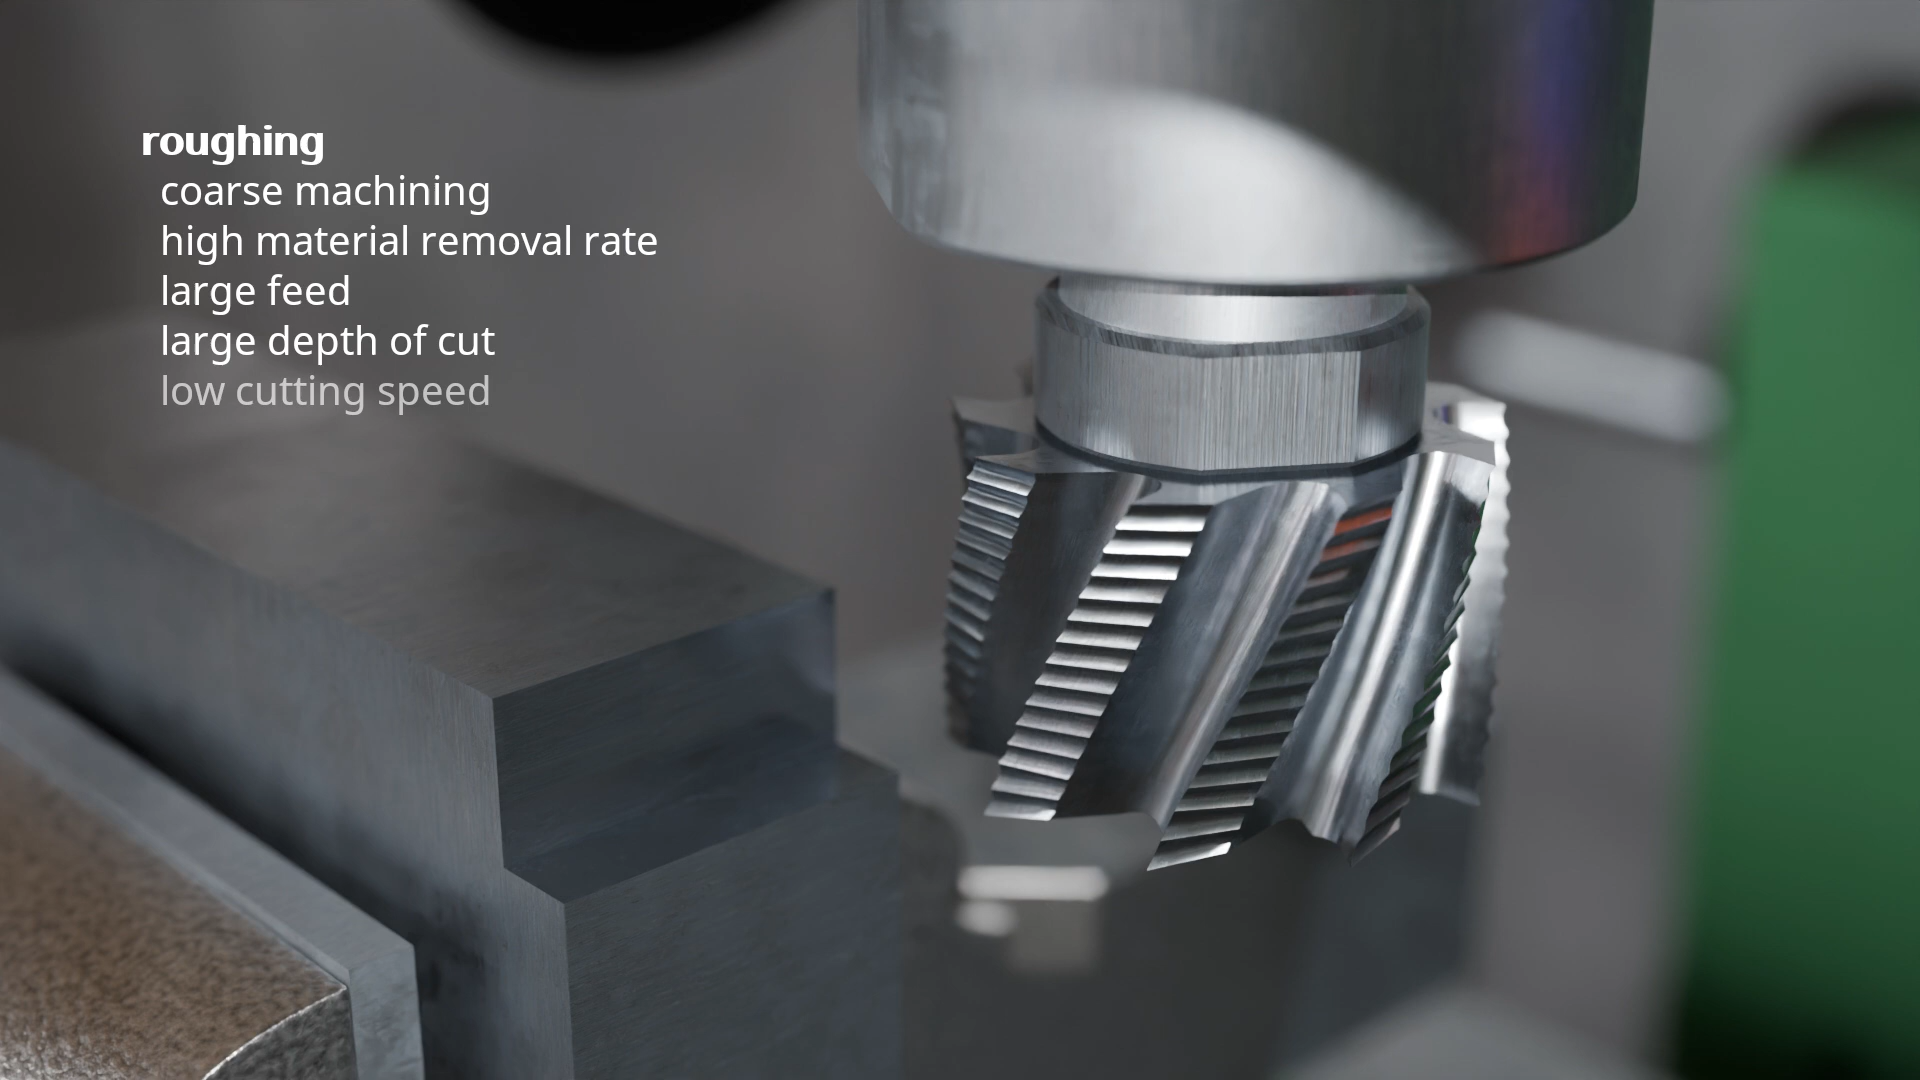 roughing
coarse machining
high material removal rate
large feed
large depth of cut
low cutting speed